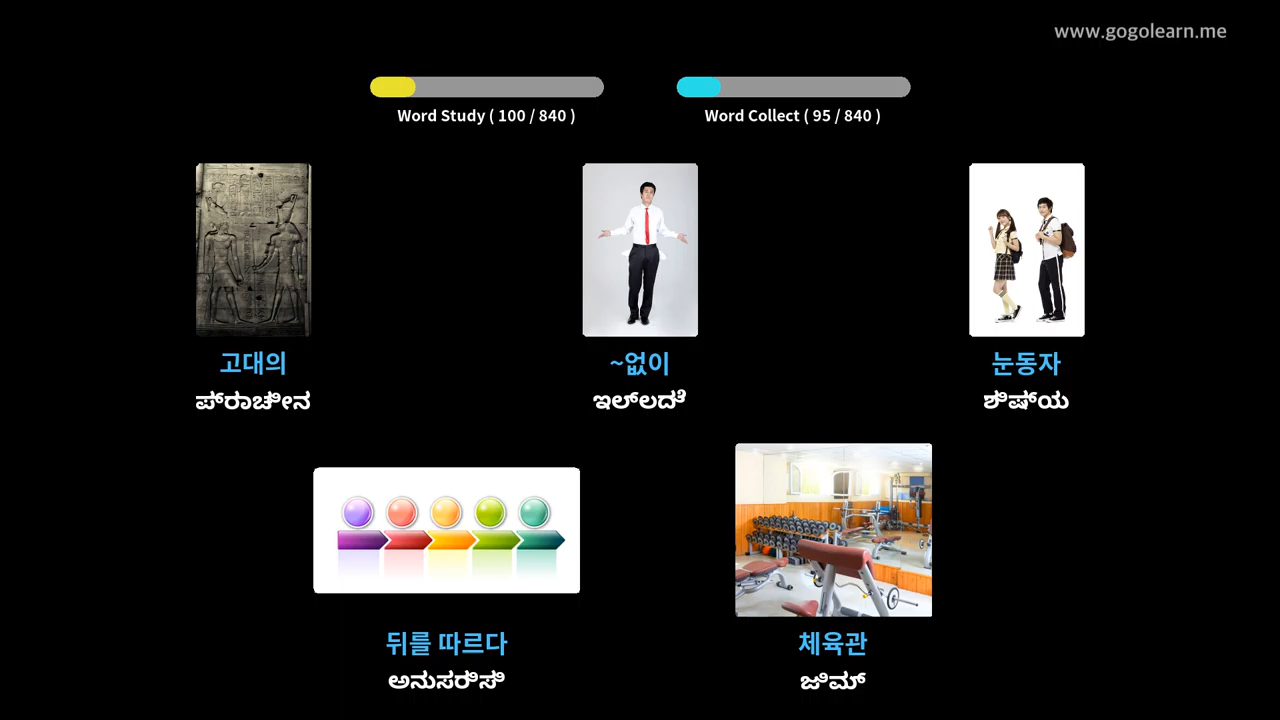 www.gogolearn.me
Word Study ( 100 / 840 )
Word Collect ( 95 / 840 )
고대의
ಪ್ರಾಚೀನ
~없이
ಇಲ್ಲದೆ
눈동자
ಶಿಷ್ಯ
뒤를 따르다
ಅನುಸರಿಸಿ
체육관
ಜಿಮ್